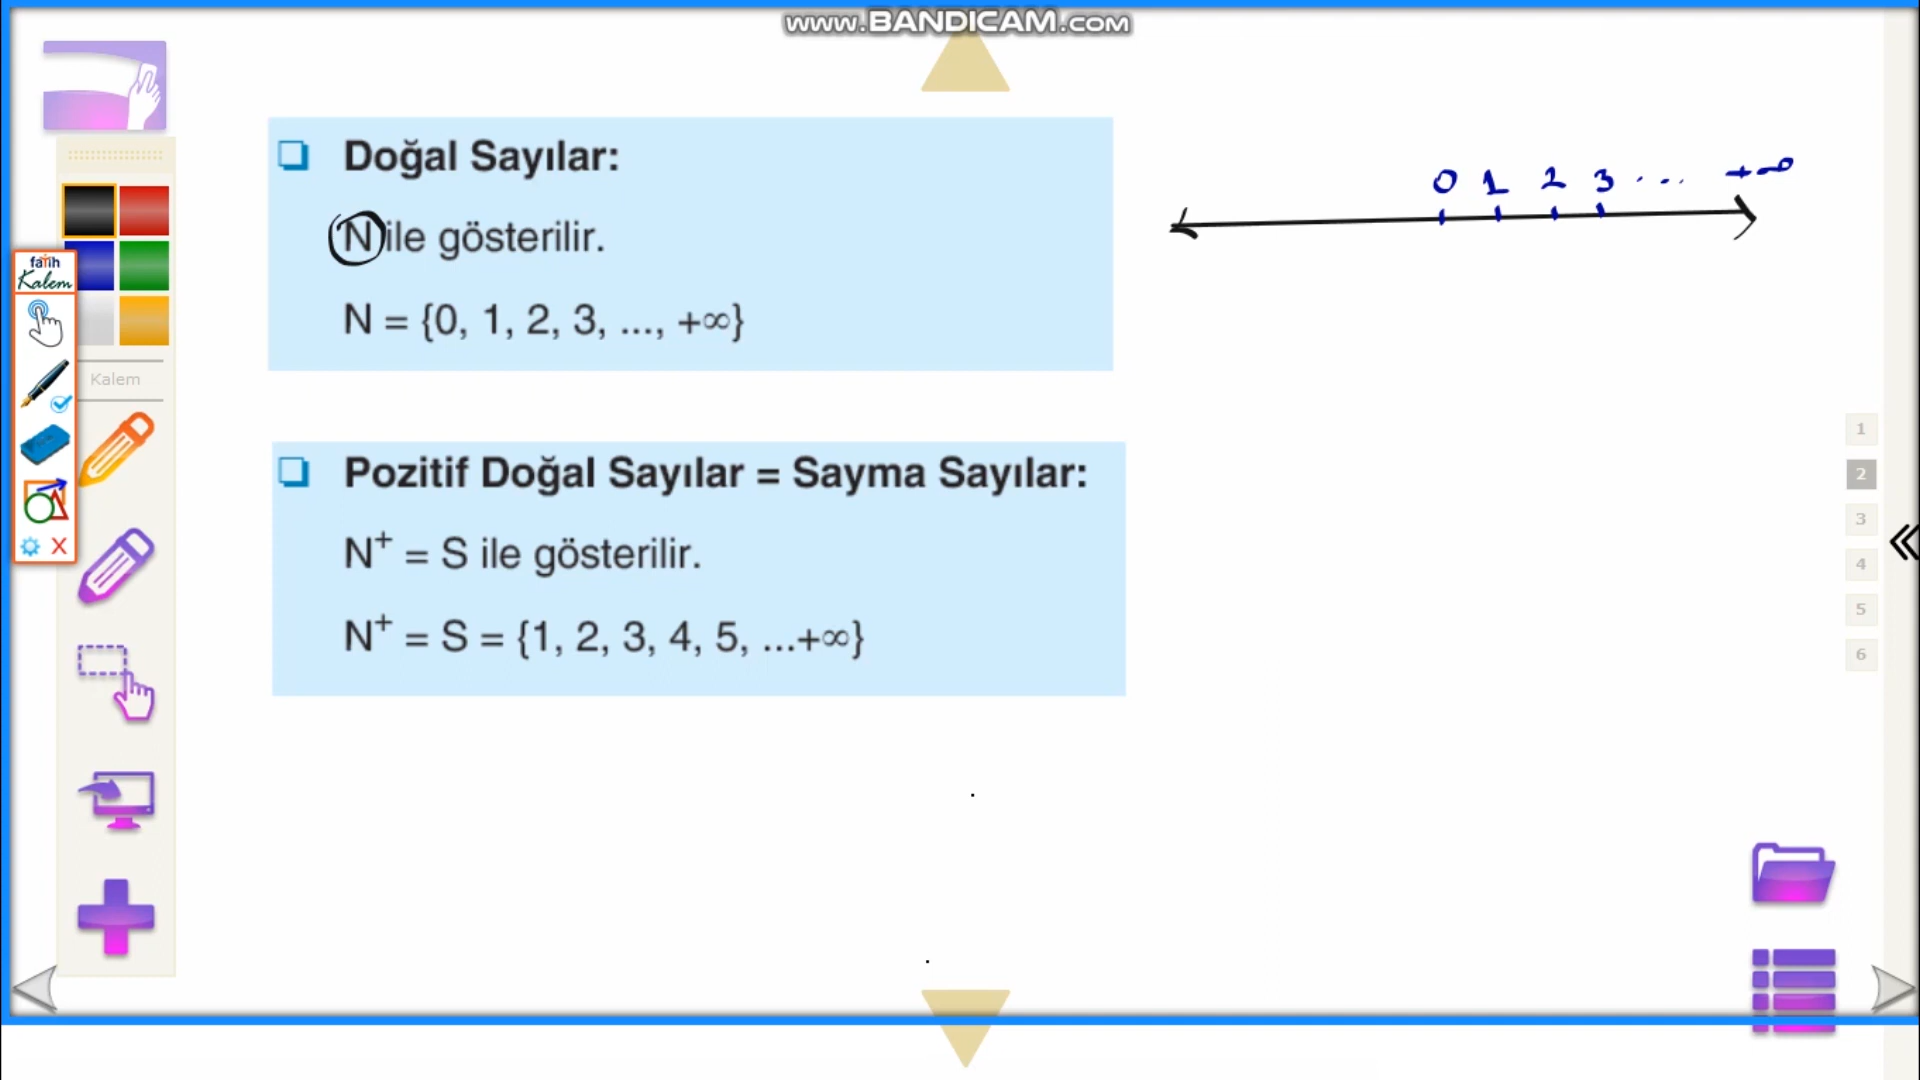 www.BANDICAM.com
Doğal Sayılar:
N ile gösterilir.
N = {0, 1, 2, 3, ..., +∞}
0 1 2 3 ... +∞
fatih
Kalem
Kalem
Pozitif Doğal Sayılar = Sayma Sayılar:
N⁺ = S ile gösterilir.
N⁺ = S = {1, 2, 3, 4, 5, ...+∞}
1
2
3
4
5
6